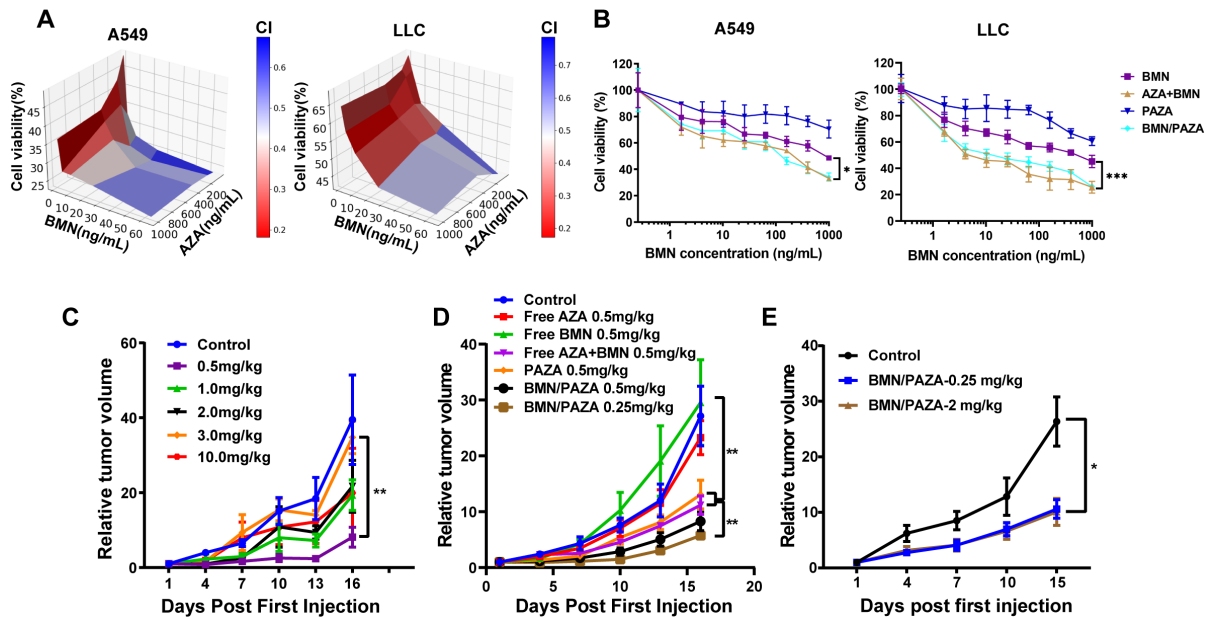 A
A549
CI
Cell viability(%)
45
40
35
30
25
0
10
20
30
40
50
60
BMN(ng/mL)
200
400
600
800
1000
AZA(ng/mL)
0.6
0.5
0.4
0.3
0.2
LLC
CI
Cell viability(%)
65
60
55
50
45
0
10
20
30
40
50
60
BMN(ng/mL)
200
400
600
800
1000
AZA(ng/mL)
0.7
0.6
0.5
0.4
0.3
0.2
B
A549
Cell viability (%)
120
100
80
60
40
20
0
1
10
100
1000
BMN concentration (ng/mL)
*
LLC
Cell viability (%)
120
100
80
60
40
20
0
1
10
100
1000
BMN concentration (ng/mL)
***
BMN
AZA+BMN
PAZA
BMN/PAZA
C
Control
0.5mg/kg
1.0mg/kg
2.0mg/kg
3.0mg/kg
10.0mg/kg
Relative tumor volume
60
40
20
0
1
4
7
10
13
16
Days Post First Injection
**
D
Control
Free AZA 0.5mg/kg
Free BMN 0.5mg/kg
Free AZA+BMN 0.5mg/kg
PAZA 0.5mg/kg
BMN/PAZA 0.5mg/kg
BMN/PAZA 0.25mg/kg
Relative tumor volume
40
30
20
10
0
0
5
10
15
20
Days Post First Injection
**
**
E
Control
BMN/PAZA-0.25 mg/kg
BMN/PAZA-2 mg/kg
Relative tumor volume
40
30
20
10
0
1
4
7
10
15
Days post first injection
*